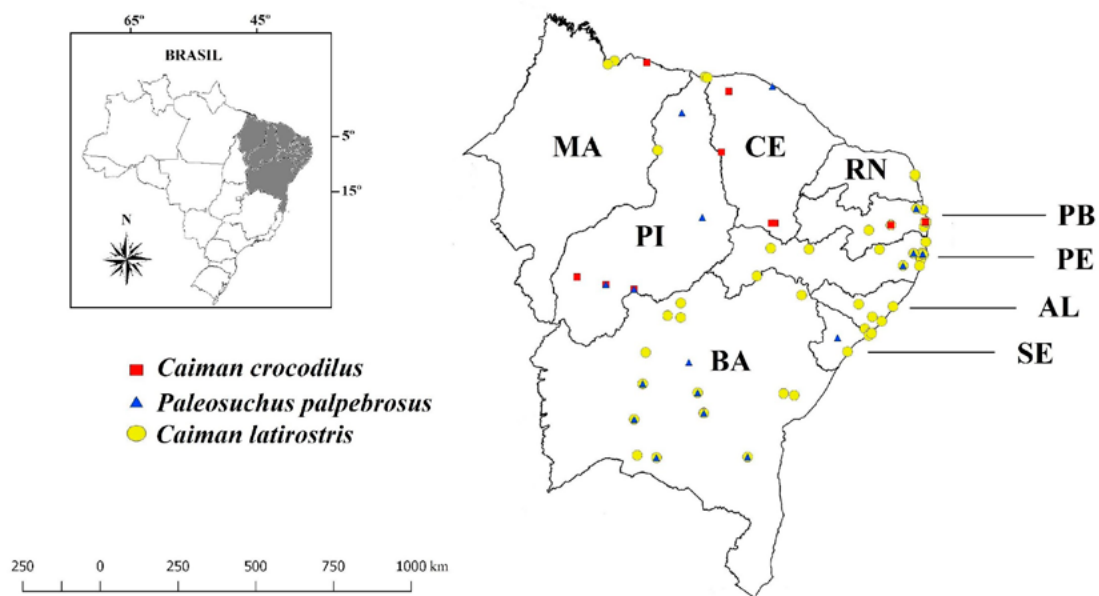 65º 45º
BRASIL
5º
15º
N
MA
CE
RN
PB
PI
PE
AL
BA
SE
Caiman crocodilus
Paleosuchus palpebrosus
Caiman latirostris
250 0 250 500 750 1000 km